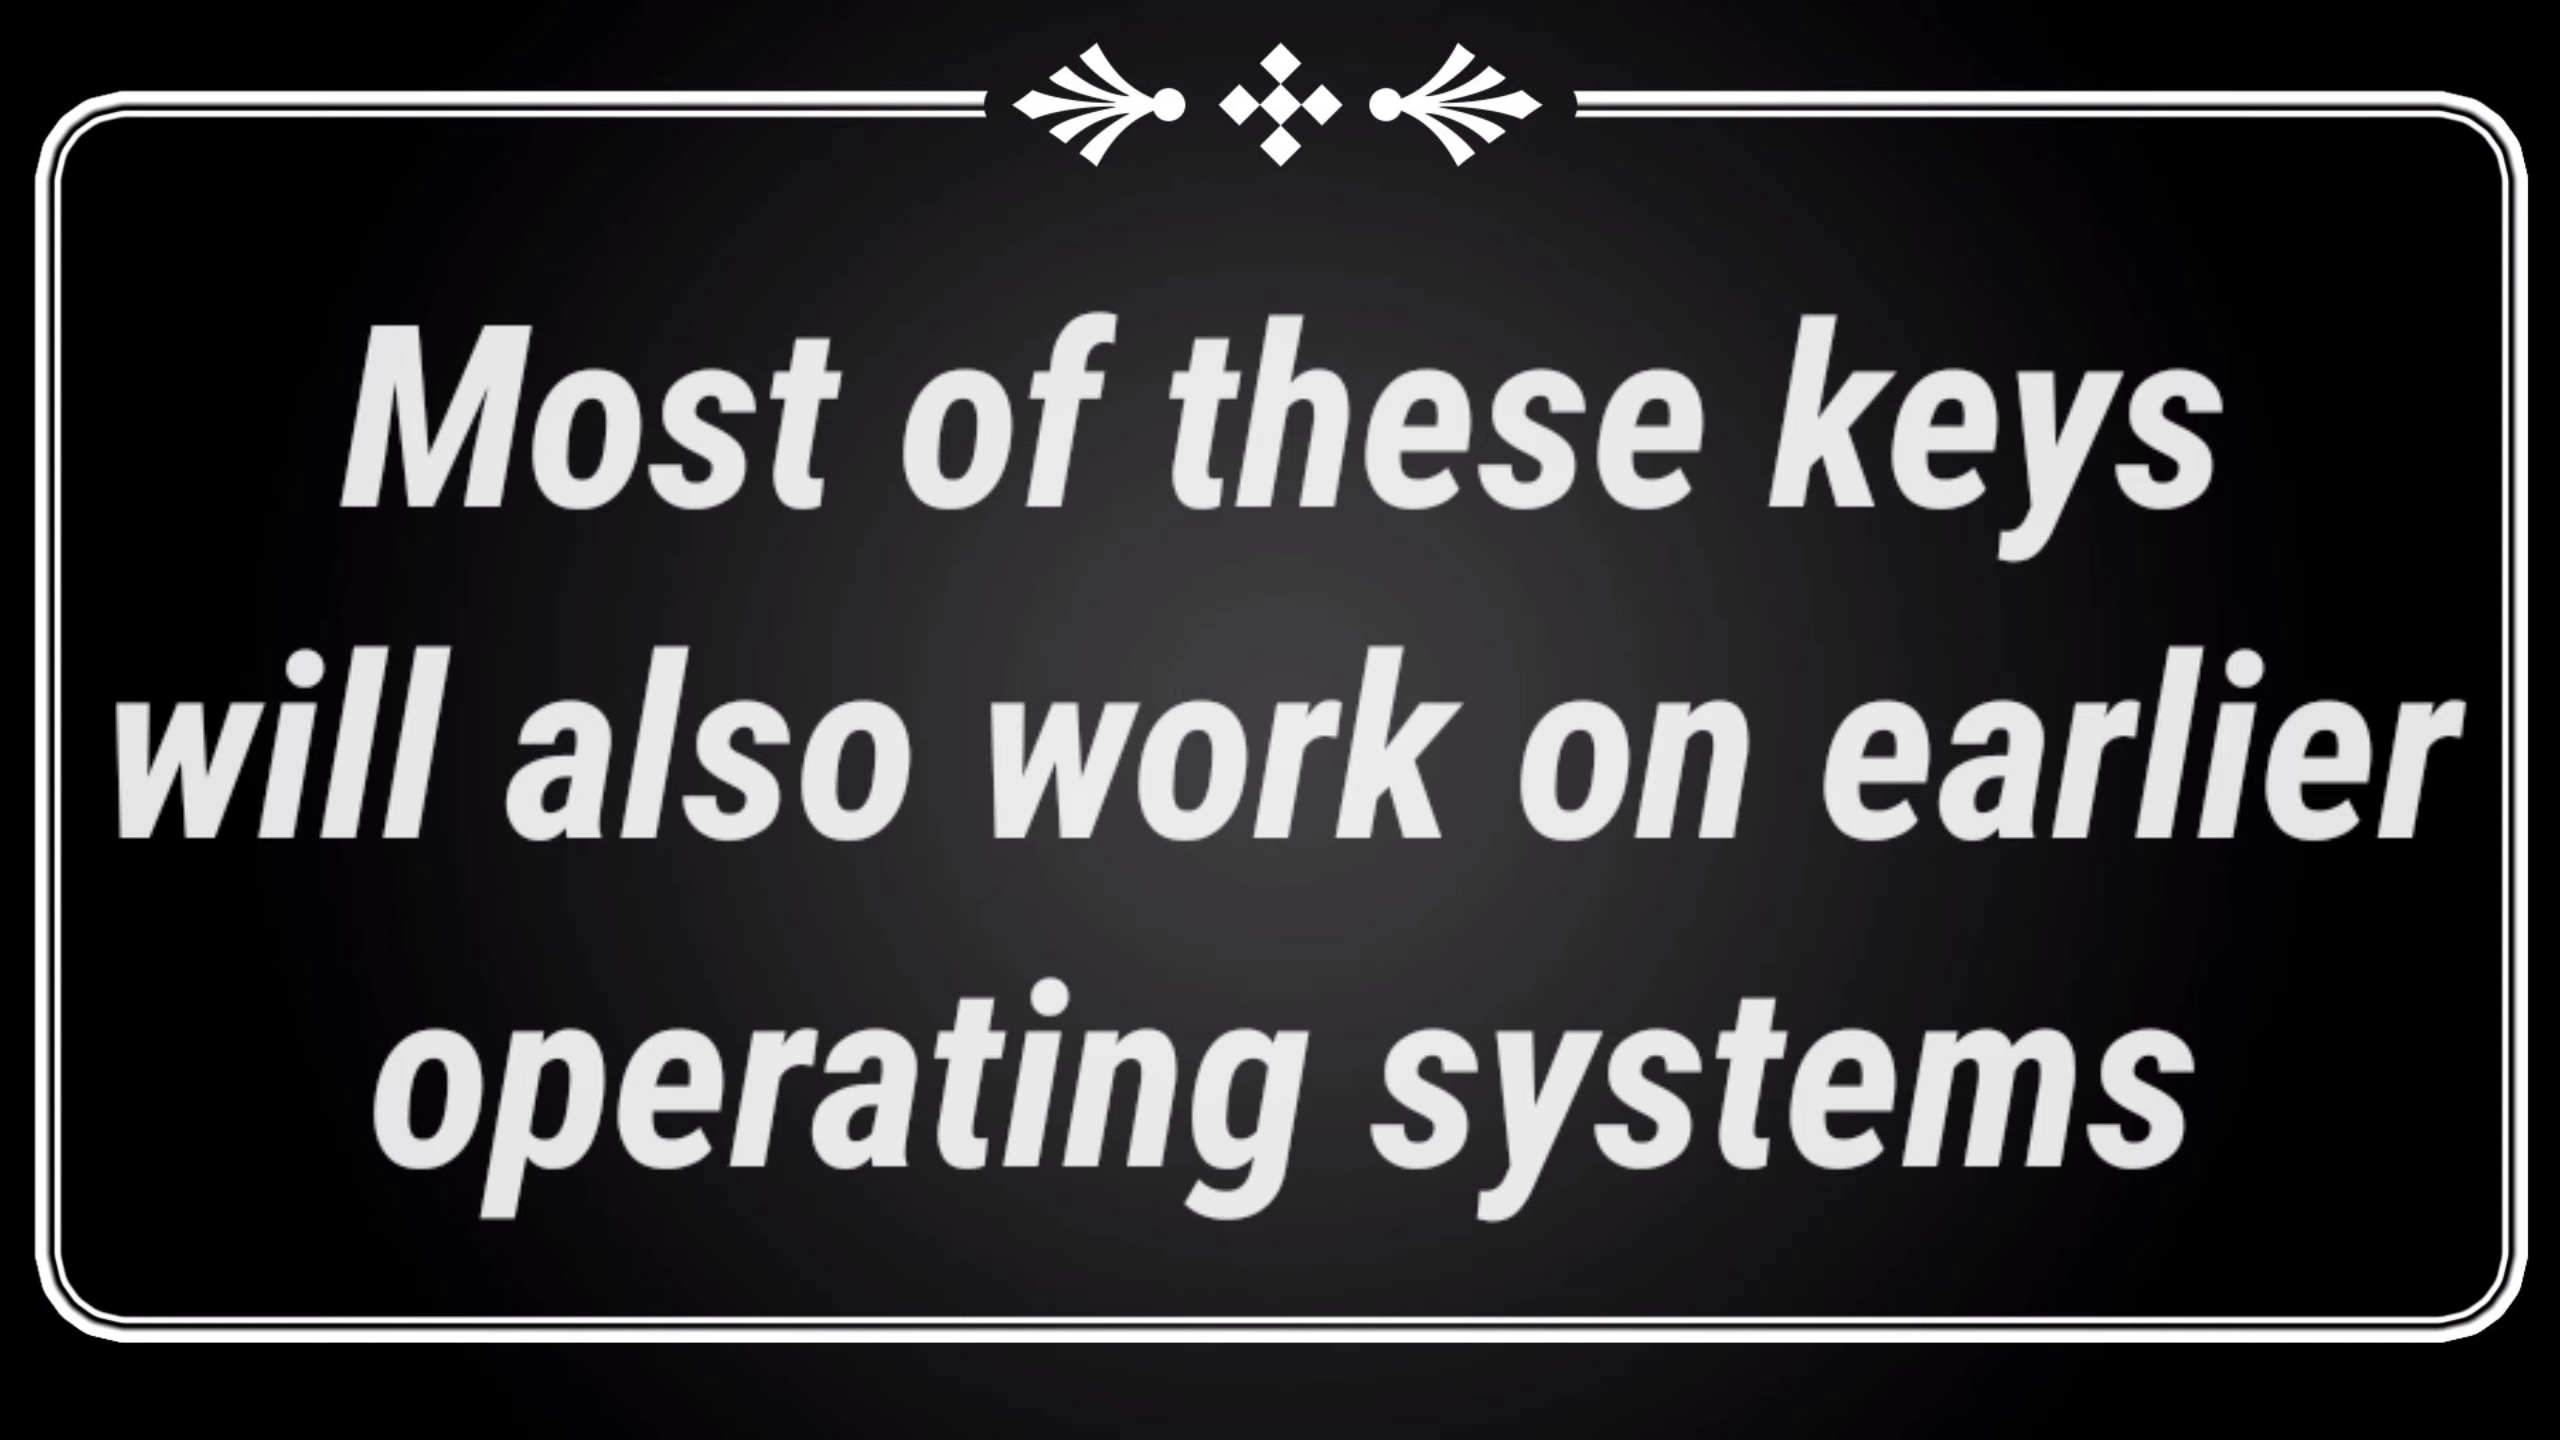 Most of these keys
will also work on earlier
operating systems